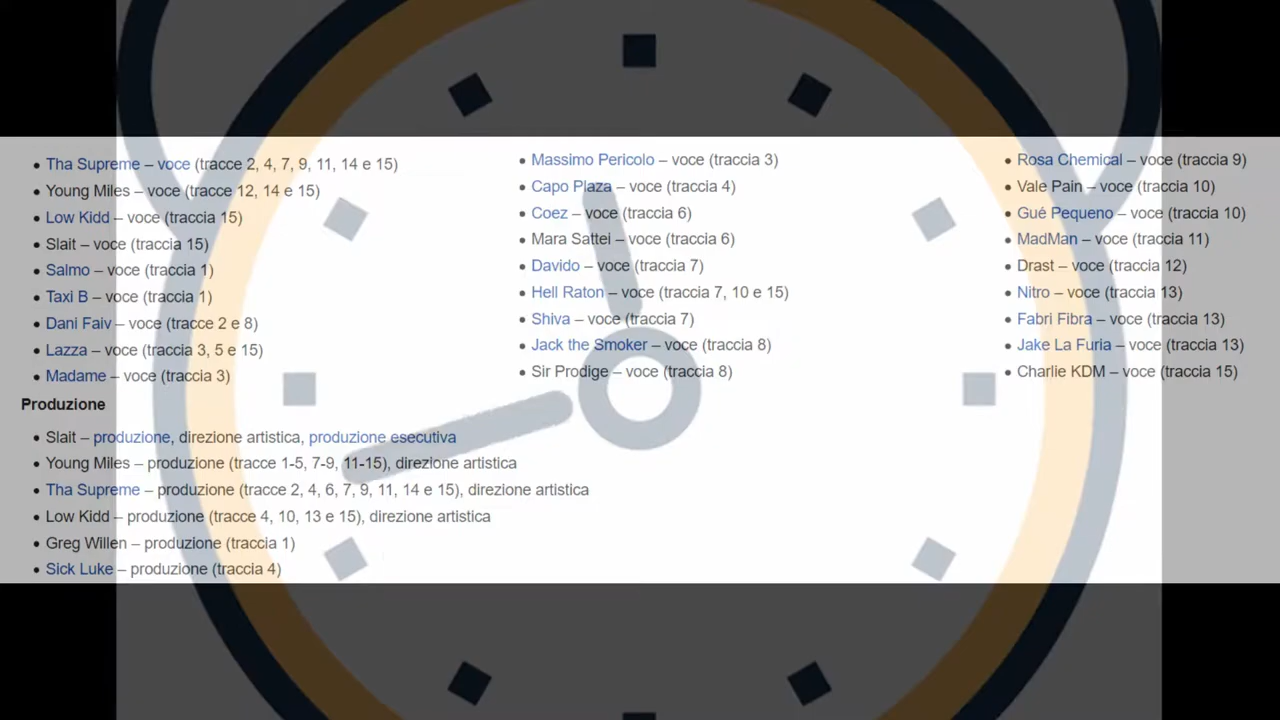 Tha Supreme – voce (tracce 2, 4, 7, 9, 11, 14 e 15)
Young Miles – voce (tracce 12, 14 e 15)
Low Kidd – voce (traccia 15)
Slait – voce (traccia 15)
Salmo – voce (traccia 1)
Taxi B – voce (traccia 1)
Dani Faiv – voce (tracce 2 e 8)
Lazza – voce (traccia 3, 5 e 15)
Madame – voce (traccia 3)
Massimo Pericolo – voce (traccia 3)
Capo Plaza – voce (traccia 4)
Coez – voce (traccia 6)
Mara Sattei – voce (traccia 6)
Davido – voce (traccia 7)
Hell Raton – voce (traccia 7, 10 e 15)
Shiva – voce (traccia 7)
Jack the Smoker – voce (traccia 8)
Sir Prodige – voce (traccia 8)
Rosa Chemical – voce (traccia 9)
Vale Pain – voce (traccia 10)
Gué Pequeno – voce (traccia 10)
MadMan – voce (traccia 11)
Drast – voce (traccia 12)
Nitro – voce (traccia 13)
Fabri Fibra – voce (traccia 13)
Jake La Furia – voce (traccia 13)
Charlie KDM – voce (traccia 15)
Produzione
Slait – produzione, direzione artistica, produzione esecutiva
Young Miles – produzione (tracce 1-5, 7-9, 11-15), direzione artistica
Tha Supreme – produzione (tracce 2, 4, 6, 7, 9, 11, 14 e 15), direzione artistica
Low Kidd – produzione (tracce 4, 10, 13 e 15), direzione artistica
Greg Willen – produzione (traccia 1)
Sick Luke – produzione (traccia 4)